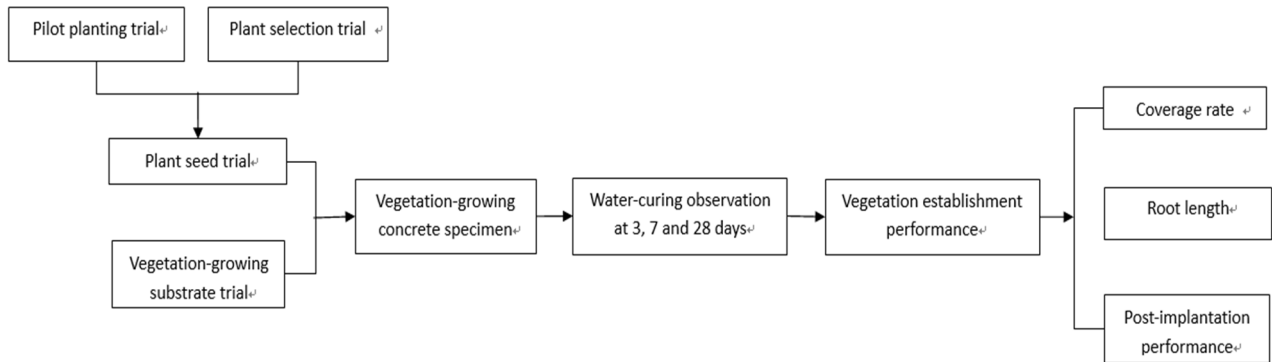 Pilot planting trial↵
Plant selection trial ↵
Plant seed trial↵
Vegetation-growing
substrate trial↵
Vegetation-growing
concrete specimen↵
Water-curing observation
at 3, 7 and 28 days↵
Vegetation establishment
performance↵
Coverage rate ↵
Root length↵
Post-implantation
performance↵